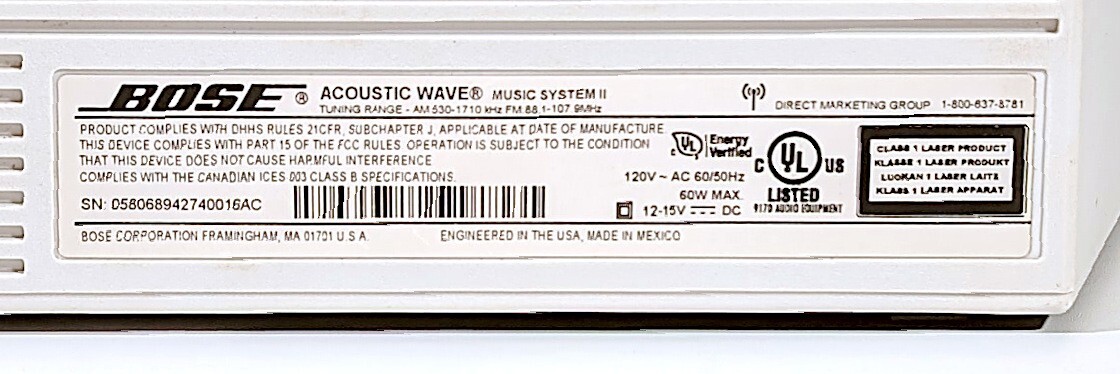 BOSE® ACOUSTIC WAVE® MUSIC SYSTEM II
TUNING RANGE - AM 530-1710 kHz FM 88.1-107.9MHz
DIRECT MARKETING GROUP 1-800-637-8781
PRODUCT COMPLIES WITH DHHS RULES 21CFR, SUBCHAPTER J, APPLICABLE AT DATE OF MANUFACTURE.
THIS DEVICE COMPLIES WITH PART 15 OF THE FCC RULES. OPERATION IS SUBJECT TO THE CONDITION
THAT THIS DEVICE DOES NOT CAUSE HARMFUL INTERFERENCE
COMPLIES WITH THE CANADIAN ICES 003 CLASS B SPECIFICATIONS.
SN: 058068942740016AC
c UL Energy
Verified
120V ~ AC 60/50Hz
60W MAX.
12-15V DC
C UL US
LISTED
9170 AUDIO EQUIPMENT
CLASS 1 LASER PRODUCT
KLASSE 1 LASER PRODUKT
LUOKAN 1 LASER LAITE
KLASS 1 LASER APPARAT
BOSE CORPORATION FRAMINGHAM, MA 01701 U.S.A. ENGINEERED IN THE USA, MADE IN MEXICO